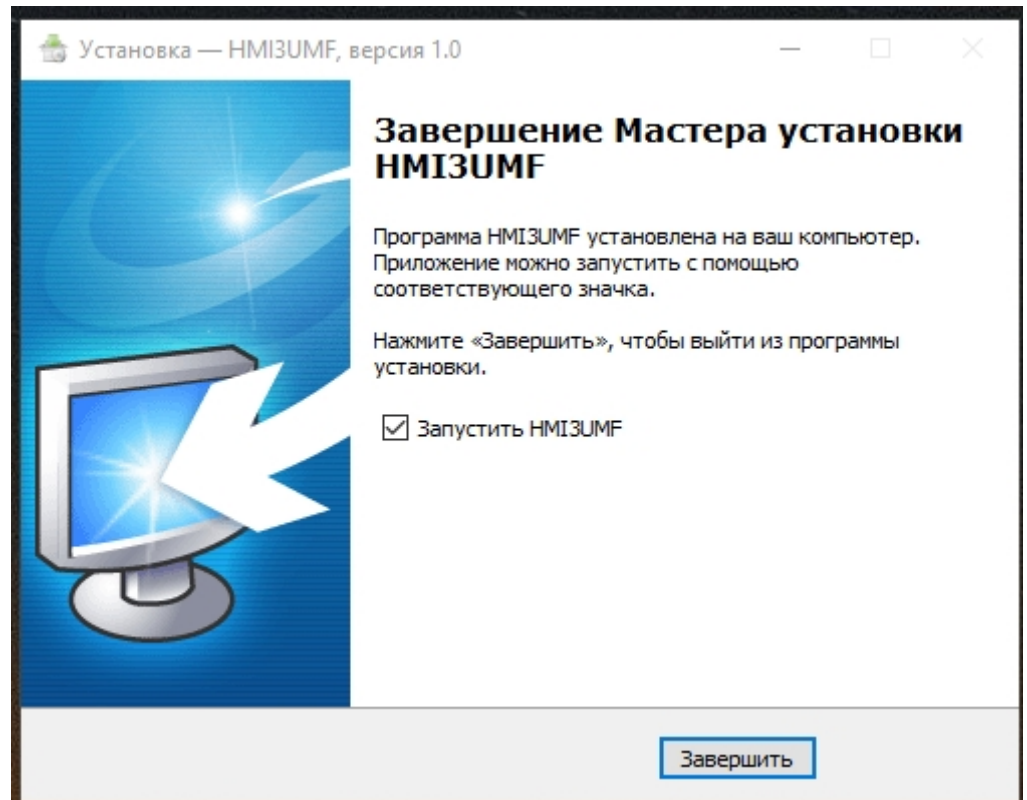 Установка — HMI3UMF, версия 1.0
Завершение Мастера установки
HMI3UMF
Программа HMI3UMF установлена на ваш компьютер.
Приложение можно запустить с помощью
соответствующего значка.
Нажмите «Завершить», чтобы выйти из программы
установки.
Запустить HMI3UMF
Завершить